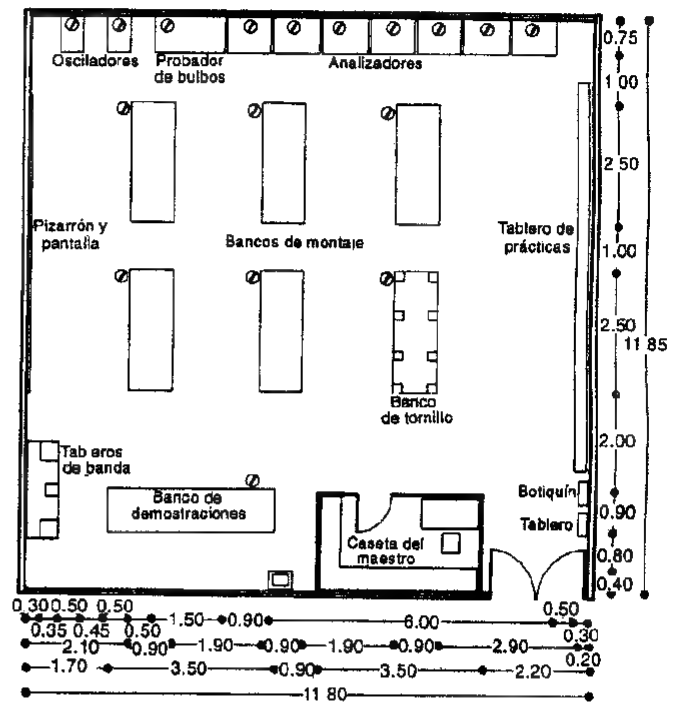 Osciladores
Probador
de bulbos
Analizadores
0.75
1.00
2.50
Pizarrón y
pantalla
Bancos de montaje
Tablero de
prácticas
1.00
2.50
11.85
Banco
de tornillo
2.00
Tableros
de banda
Banco de
demostraciones
Botiquín
0.90
Tablero
Caseta del
maestro
0.80
0.40
0.30 0.50 0.50 1.50 0.90 6.00 0.50
0.35 0.45 0.50 0.30
2.10 0.90 1.90 0.90 1.90 0.90 2.90 0.20
1.70 3.50 0.90 3.50 2.20
11.80